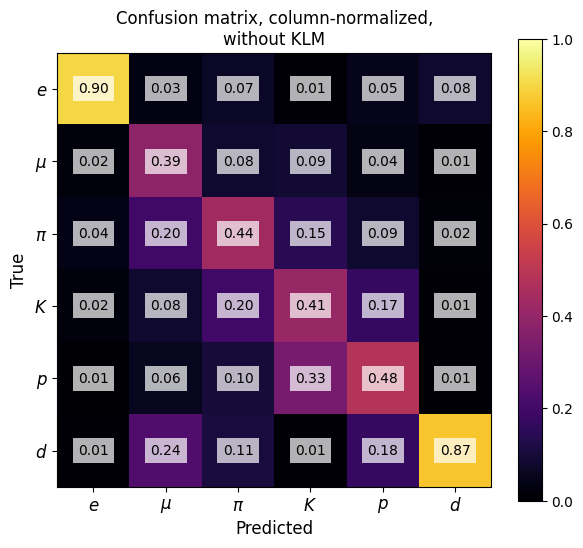 Confusion matrix, column-normalized,
without KLM
1.0
e 0.90 0.03 0.07 0.01 0.05 0.08
μ 0.02 0.39 0.08 0.09 0.04 0.01
0.8
π 0.04 0.20 0.44 0.15 0.09 0.02
0.6
True
K 0.02 0.08 0.20 0.41 0.17 0.01
0.4
p 0.01 0.06 0.10 0.33 0.48 0.01
0.2
d 0.01 0.24 0.11 0.01 0.18 0.87
0.0
e μ π K p d
Predicted